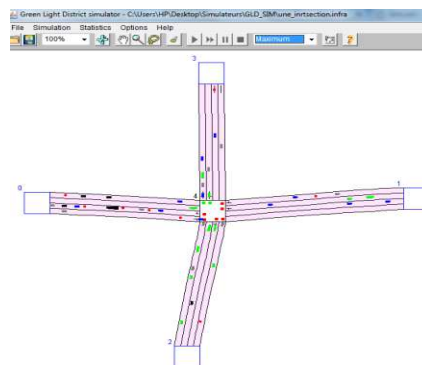 Green Light District simulator - C:\Users\HP\Desktop\Simulateurs\GLD_SIM\une_inrtsection.infra
File Simulation Statistics Options Help
100% Maximum ?
3
0
4
1
2